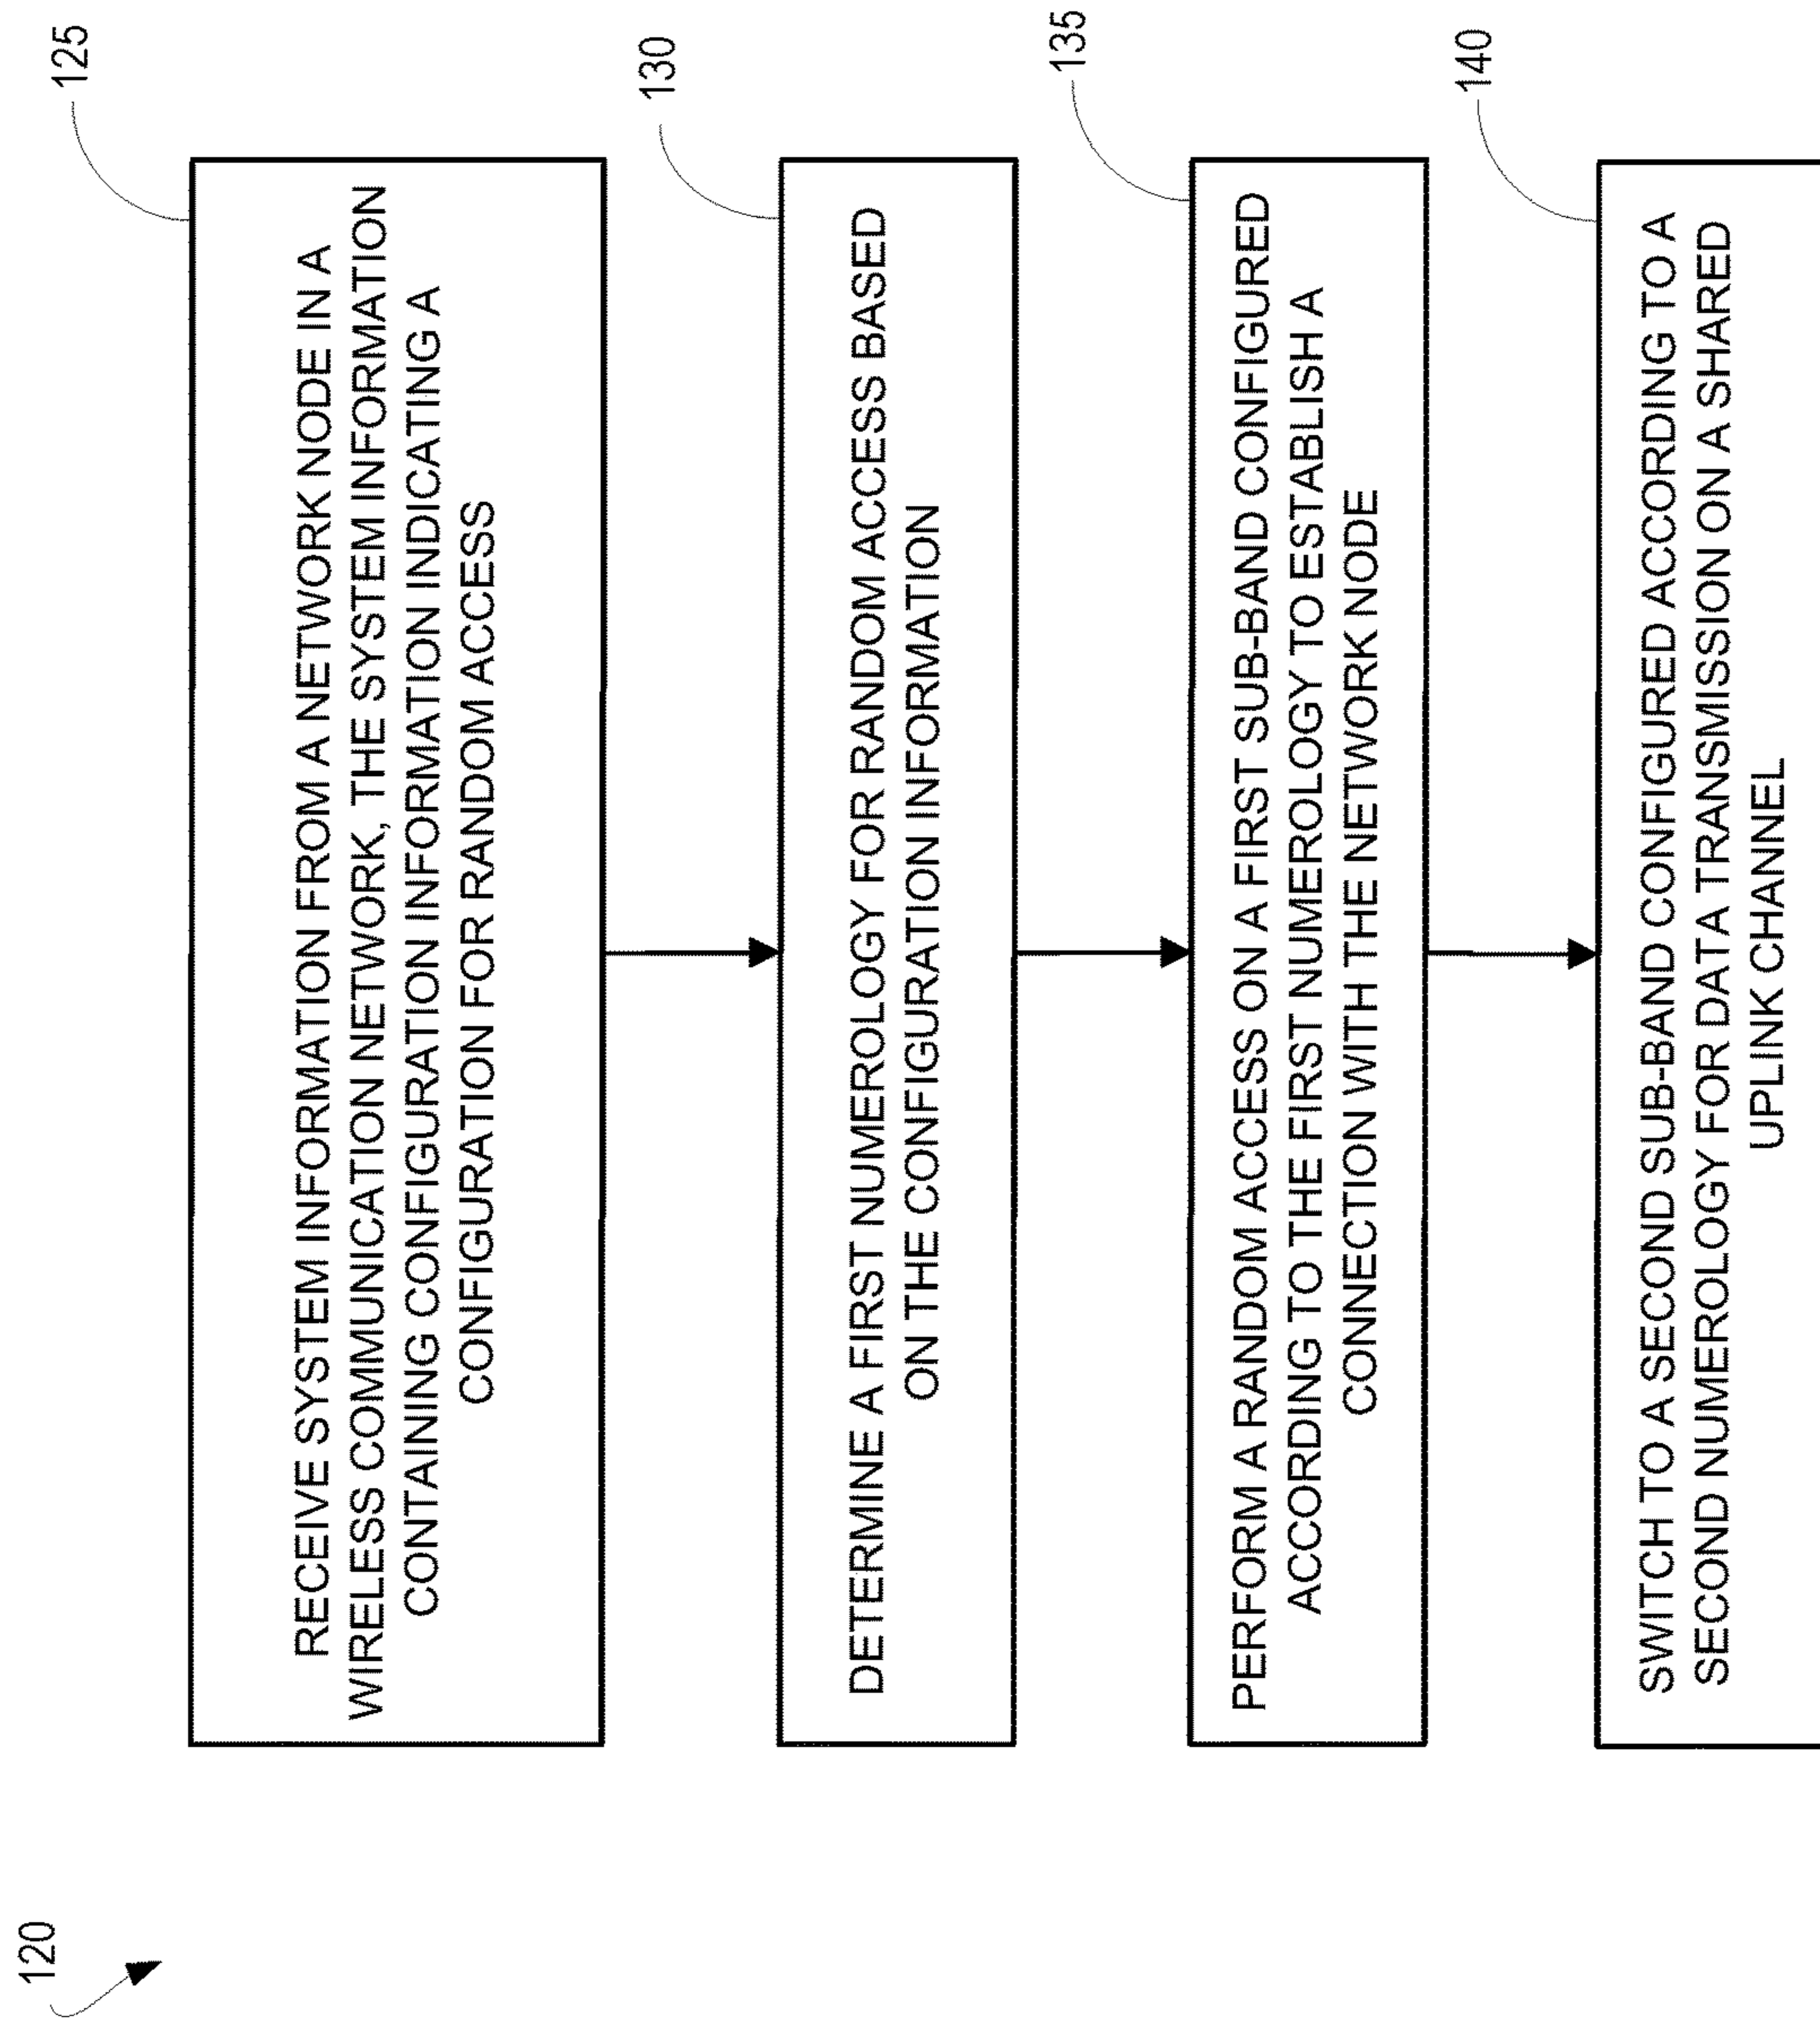 120
125
RECEIVE SYSTEM INFORMATION FROM A NETWORK NODE IN A
WIRELESS COMMUNICATION NETWORK, THE SYSTEM INFORMATION
CONTAINING CONFIGURATION INFORMATION INDICATING A
CONFIGURATION FOR RANDOM ACCESS
130
DETERMINE A FIRST NUMEROLOGY FOR RANDOM ACCESS BASED
ON THE CONFIGURATION INFORMATION
135
PERFORM A RANDOM ACCESS ON A FIRST SUB-BAND CONFIGURED
ACCORDING TO THE FIRST NUMEROLOGY TO ESTABLISH A
CONNECTION WITH THE NETWORK NODE
140
SWITCH TO A SECOND SUB-BAND CONFIGURED ACCORDING TO A
SECOND NUMEROLOGY FOR DATA TRANSMISSION ON A SHARED
UPLINK CHANNEL